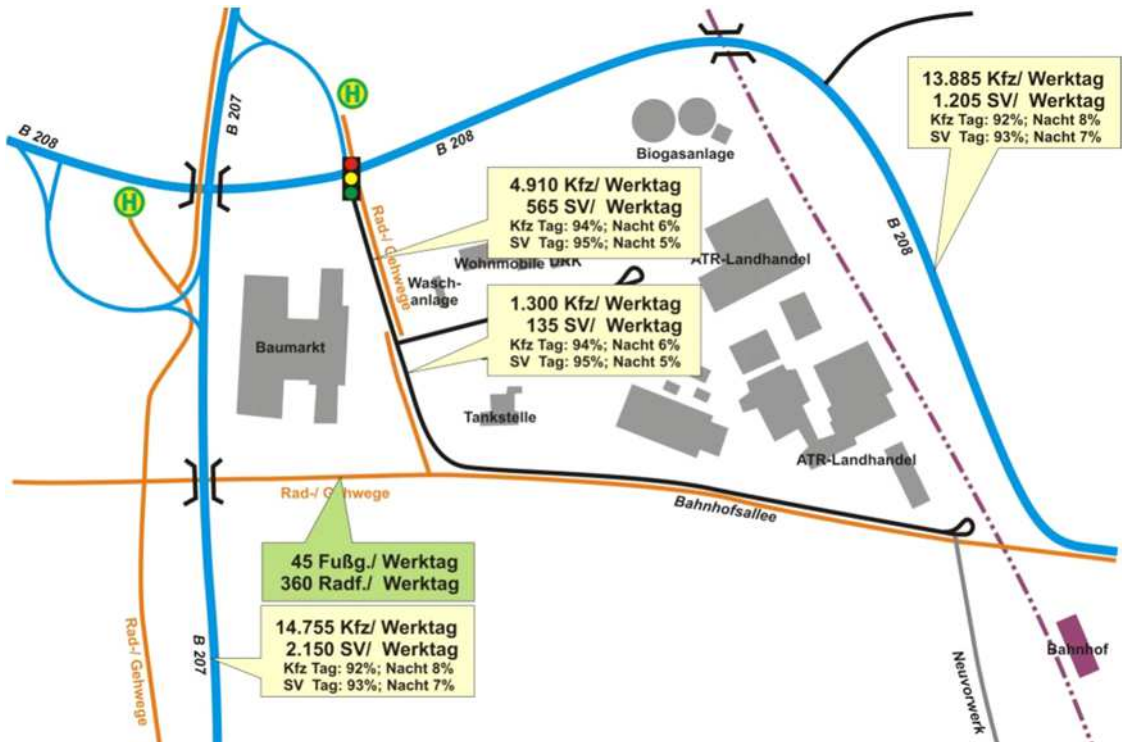 B 207
B 208
H
H
B 208
13.885 Kfz/ Werktag
1.205 SV/ Werktag
Kfz Tag: 92%; Nacht 8%
SV Tag: 93%; Nacht 7%
Biogasanlage
4.910 Kfz/ Werktag
565 SV/ Werktag
Kfz Tag: 94%; Nacht 6%
SV Tag: 95%; Nacht 5%
Rad-/ Gehwege
B 208
Wohnmobile DRK
ATR-Landhandel
Wasch-
anlage
1.300 Kfz/ Werktag
135 SV/ Werktag
Kfz Tag: 94%; Nacht 6%
SV Tag: 95%; Nacht 5%
Baumarkt
Tankstelle
ATR-Landhandel
Rad-/ Gehwege
Bahnhofsallee
45 Fußg./ Werktag
360 Radf./ Werktag
14.755 Kfz/ Werktag
2.150 SV/ Werktag
Kfz Tag: 92%; Nacht 8%
SV Tag: 93%; Nacht 7%
Rad-/ Gehwege
B 207
Bahnhof
Neuvorwerk